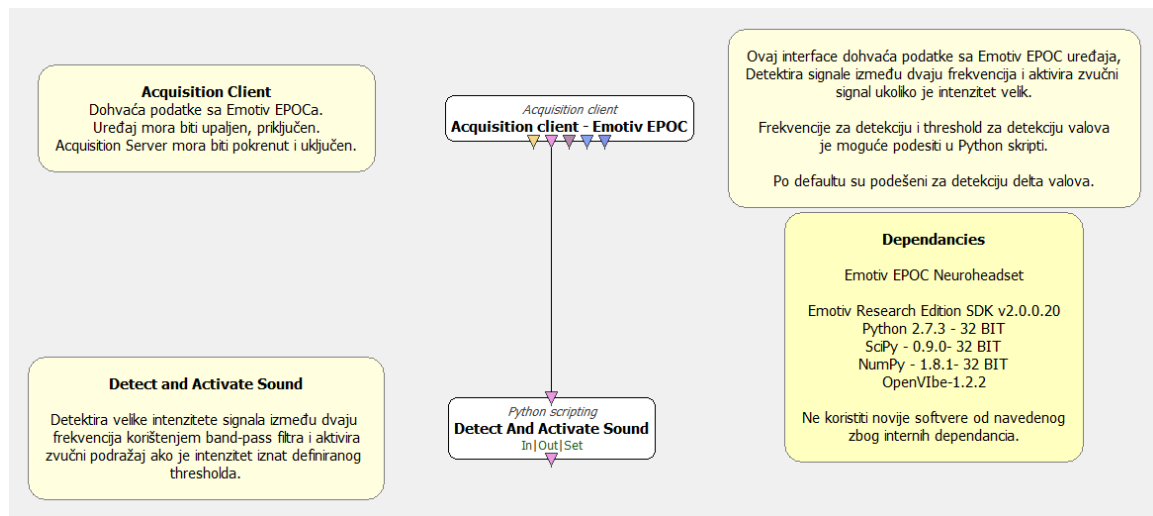 Acquisition Client
Dohvaća podatke sa Emotiv EPOCa.
Uređaj mora biti upaljen, priključen.
Acquisition Server mora biti pokrenut i uključen.
Acquisition client
Acquisition client - Emotiv EPOC
Ovaj interface dohvaća podatke sa Emotiv EPOC uređaja,
Detektira signale između dvaju frekvencija i aktivira zvučni
signal ukoliko je intenzitet velik.
Frekvencije za detekciju i threshold za detekciju valova
je moguće podesiti u Python skripti.
Po defaultu su podešeni za detekciju delta valova.
Dependancies
Emotiv EPOC Neuroheadset
Emotiv Research Edition SDK v2.0.0.20
Python 2.7.3 - 32 BIT
SciPy - 0.9.0- 32 BIT
NumPy - 1.8.1- 32 BIT
OpenVIbe-1.2.2
Ne koristiti novije softvere od navedenog
zbog internih dependancia.
Detect and Activate Sound
Detektira velike intenzitete signala između dvaju
frekvencija korištenjem band-pass filtra i aktivira
zvučni podražaj ako je intenzitet iznat definiranog
thresholda.
Python scripting
Detect And Activate Sound
In|Out|Set